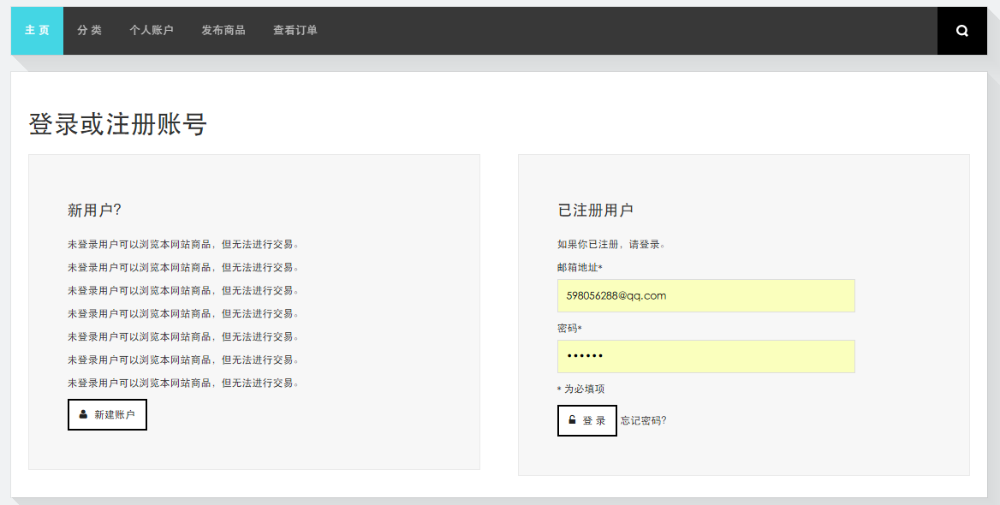 主 页 分 类 个人账户 发布商品 查看订单
登录或注册账号
新用户?
未登录用户可以浏览本网站商品，但无法进行交易。
未登录用户可以浏览本网站商品，但无法进行交易。
未登录用户可以浏览本网站商品，但无法进行交易。
未登录用户可以浏览本网站商品，但无法进行交易。
未登录用户可以浏览本网站商品，但无法进行交易。
未登录用户可以浏览本网站商品，但无法进行交易。
未登录用户可以浏览本网站商品，但无法进行交易。
新建账户
已注册用户
如果你已注册，请登录。
邮箱地址*
598056288@qq.com
密码*
••••••
* 为必填项
登 录 忘记密码?